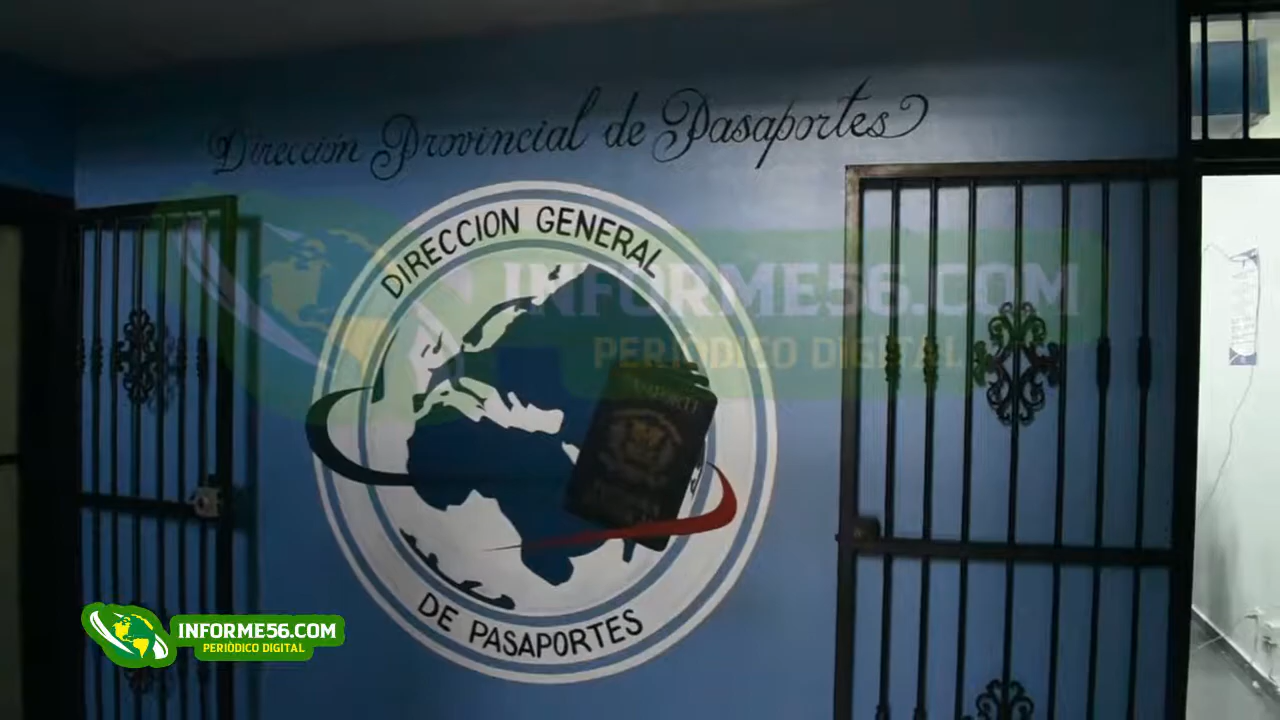 Dirección Provincial de Pasaportes
DIRECCION GENERAL
INFORME56.COM
PERIÓDICO DIGITAL
DE PASAPORTES
INFORME56.COM
PERIÓDICO DIGITAL